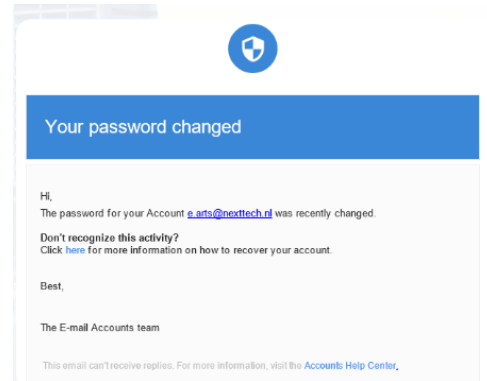 Your password changed
Hi,
The password for your Account e.arts@nexttech.nl was recently changed.
Don't recognize this activity?
Click here for more information on how to recover your account.
Best,
The E-mail Accounts team
This email can't receive replies. For more information, visit the Accounts Help Center.